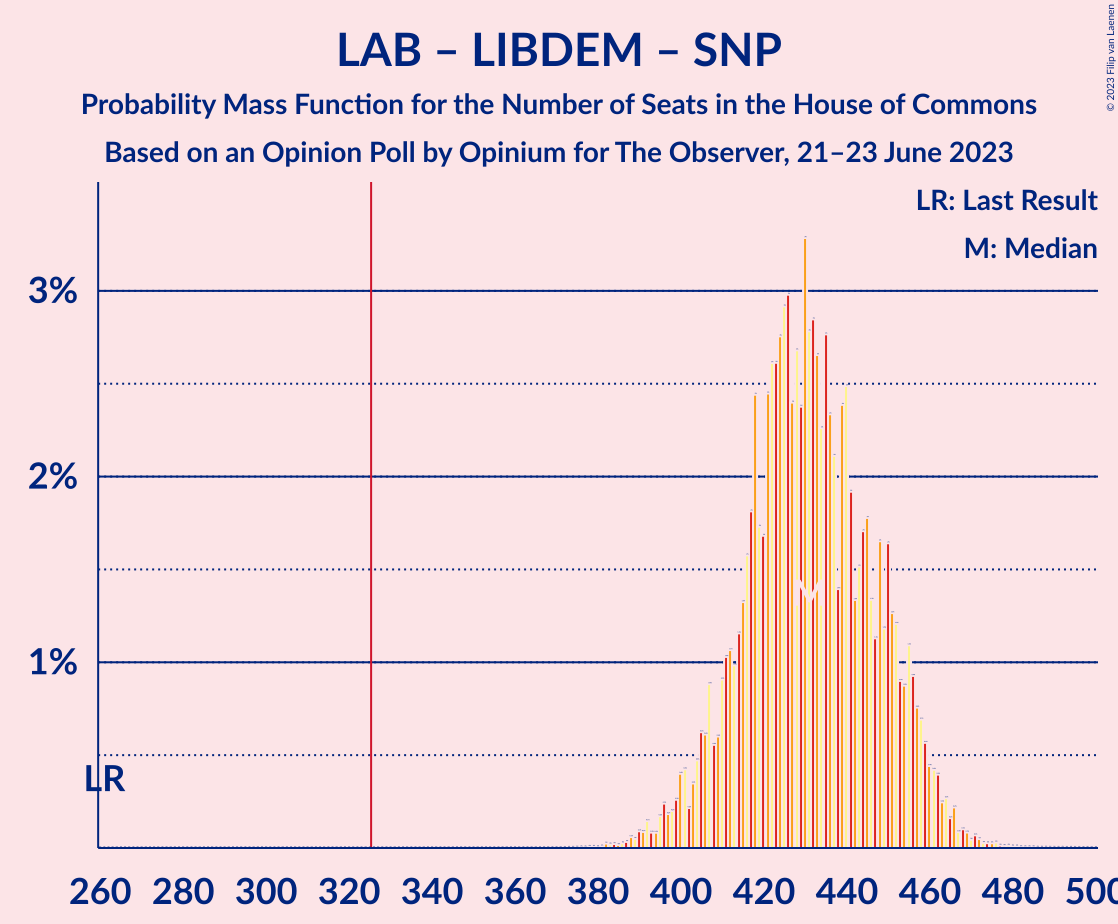 LAB – LIBDEM – SNP
Probability Mass Function for the Number of Seats in the House of Commons
Based on an Opinion Poll by Opinium for The Observer, 21–23 June 2023
© 2023 Filip van Laenen
LR: Last Result
M: Median
3%
2%
1%
M
LR
260 280 300 320 340 360 380 400 420 440 460 480 500